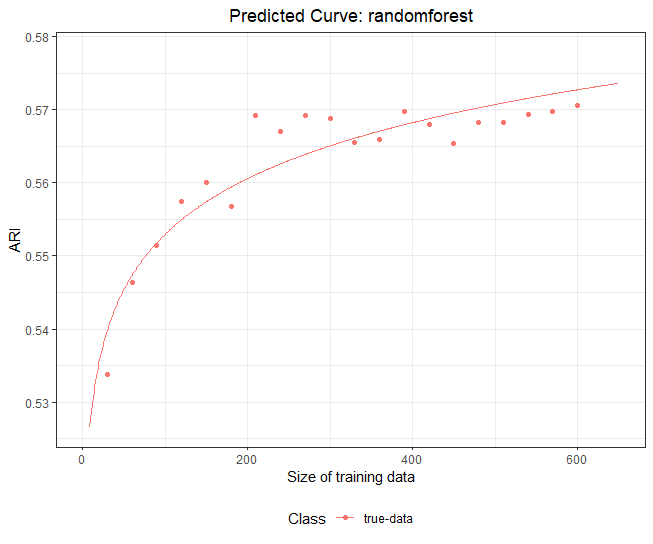 Predicted Curve: randomforest
0.58
0.57
0.56
0.55
0.54
0.53
ARI
0 200 400 600
Size of training data
Class true-data